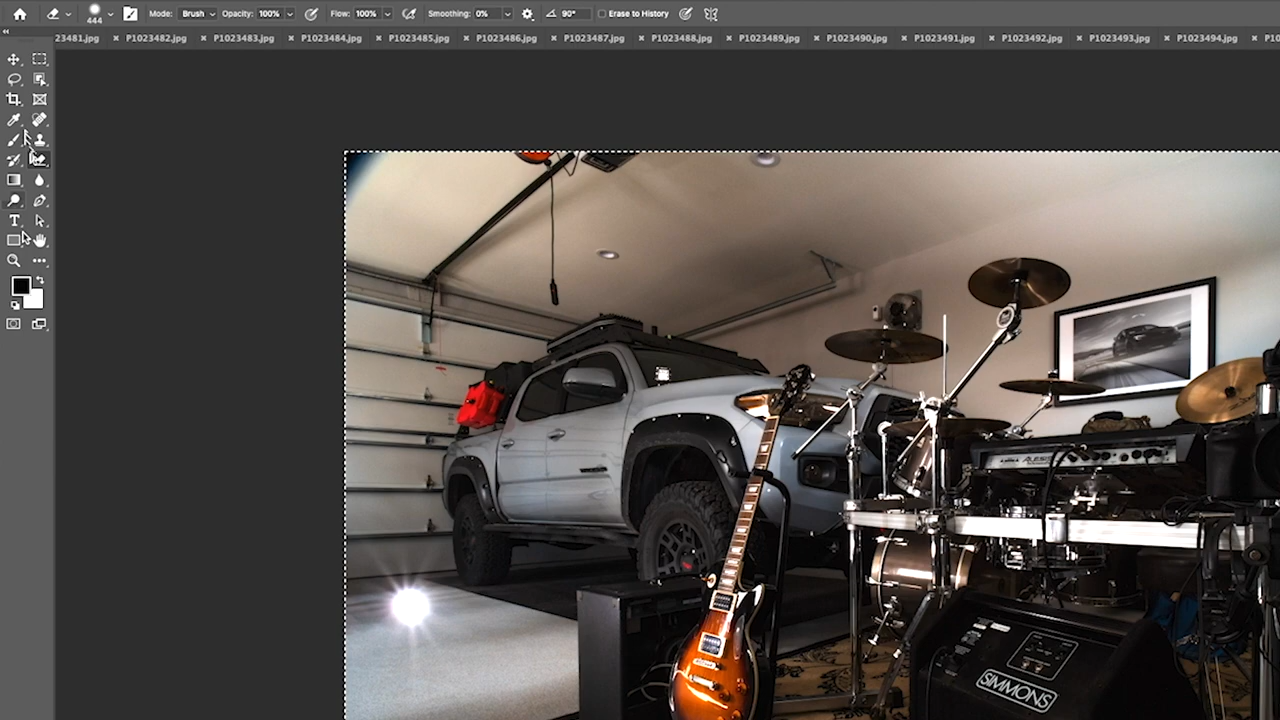 444 Mode: Brush Opacity: 100% Flow: 100% Smoothing: 0% 90° Erase to History
23481.jpg × P1023482.jpg × P1023483.jpg × P1023484.jpg × P1023485.jpg × P1023486.jpg × P1023487.jpg × P1023488.jpg × P1023489.jpg × P1023490.jpg × P1023491.jpg × P1023492.jpg × P1023493.jpg × P1023494.jpg × P10
T
ALESIS
SIMMONS